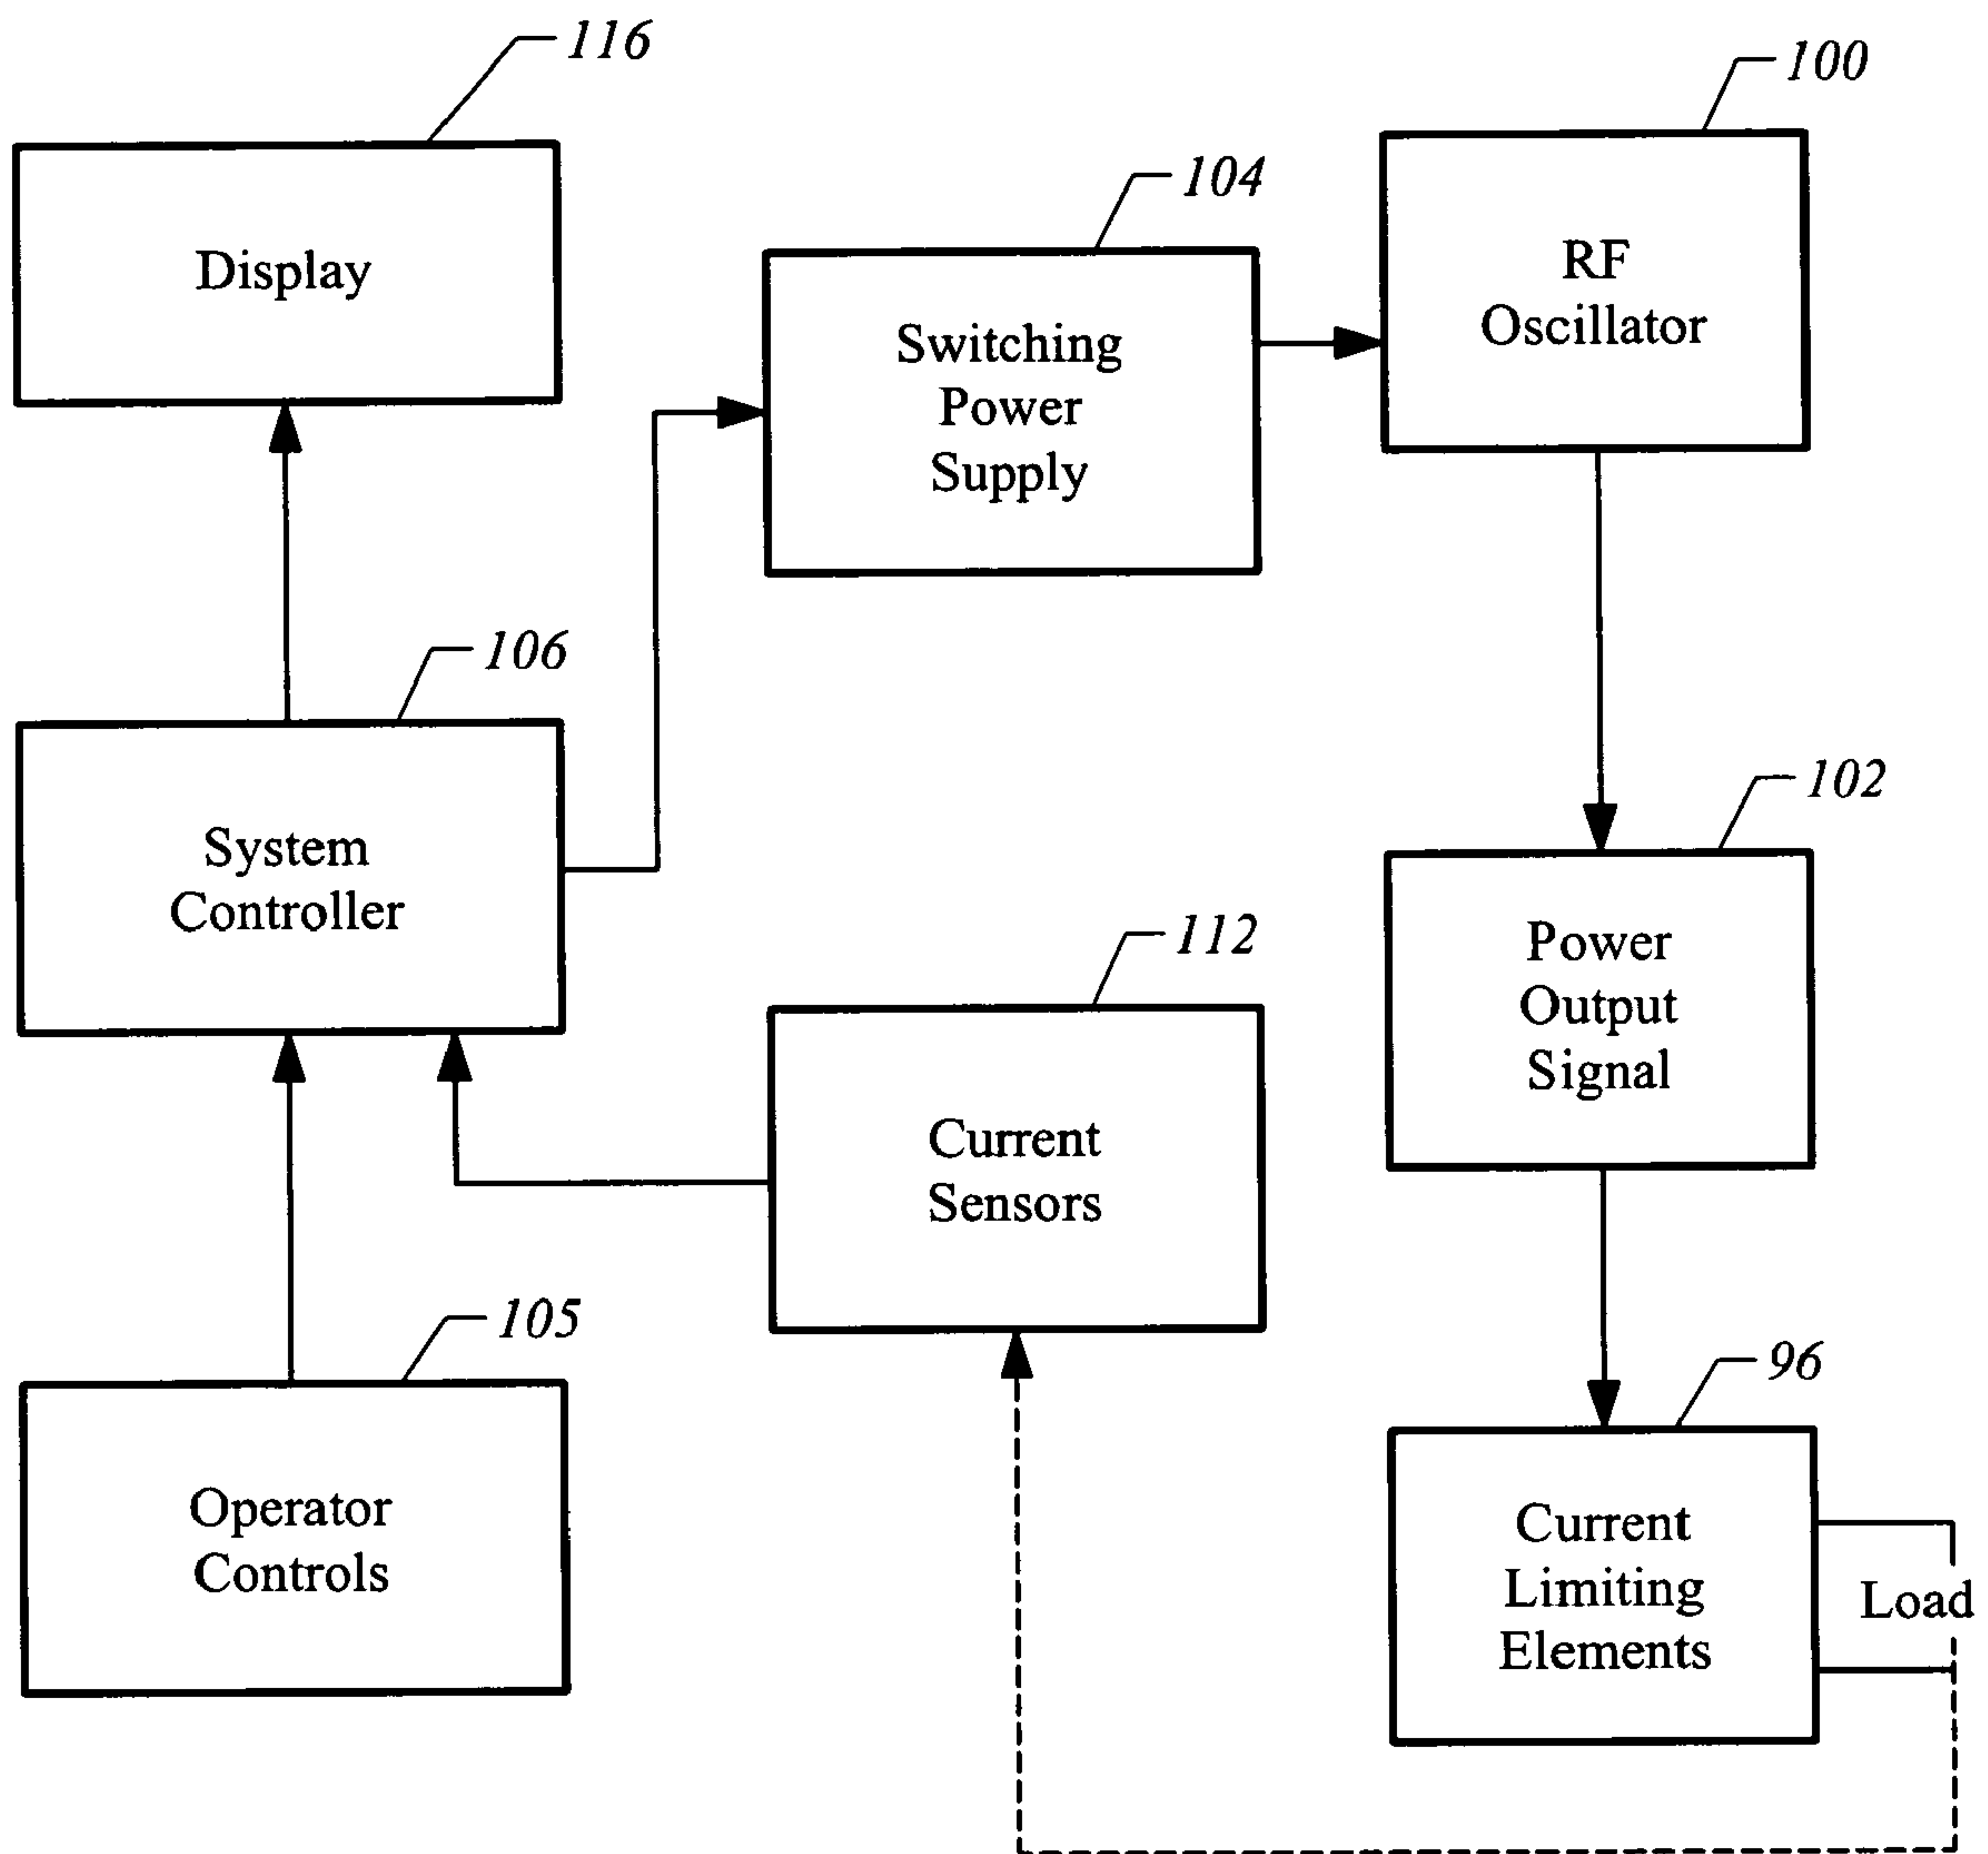 116
Display
104
Switching
Power
Supply
100
RF
Oscillator
106
System
Controller
112
Current
Sensors
102
Power
Output
Signal
105
Operator
Controls
96
Current
Limiting
Elements
Load